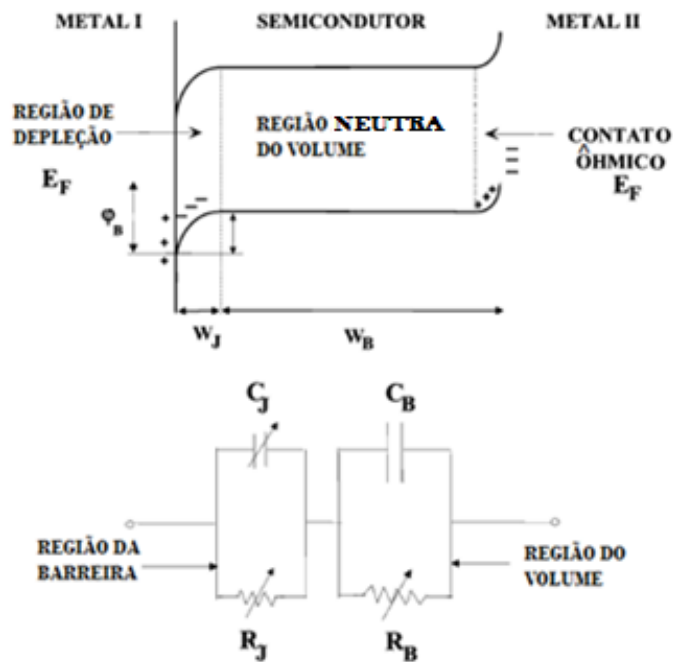 METAL I SEMICONDUTOR METAL II
REGIÃO DE
DEPLEÇÃO
REGIÃO NEUTRA
DO VOLUME
CONTATO
ÔHMICO
E_F
E_F
φ_B
W_J
W_B
C_J
C_B
REGIÃO DA
BARREIRA
REGIÃO DO
VOLUME
R_J
R_B